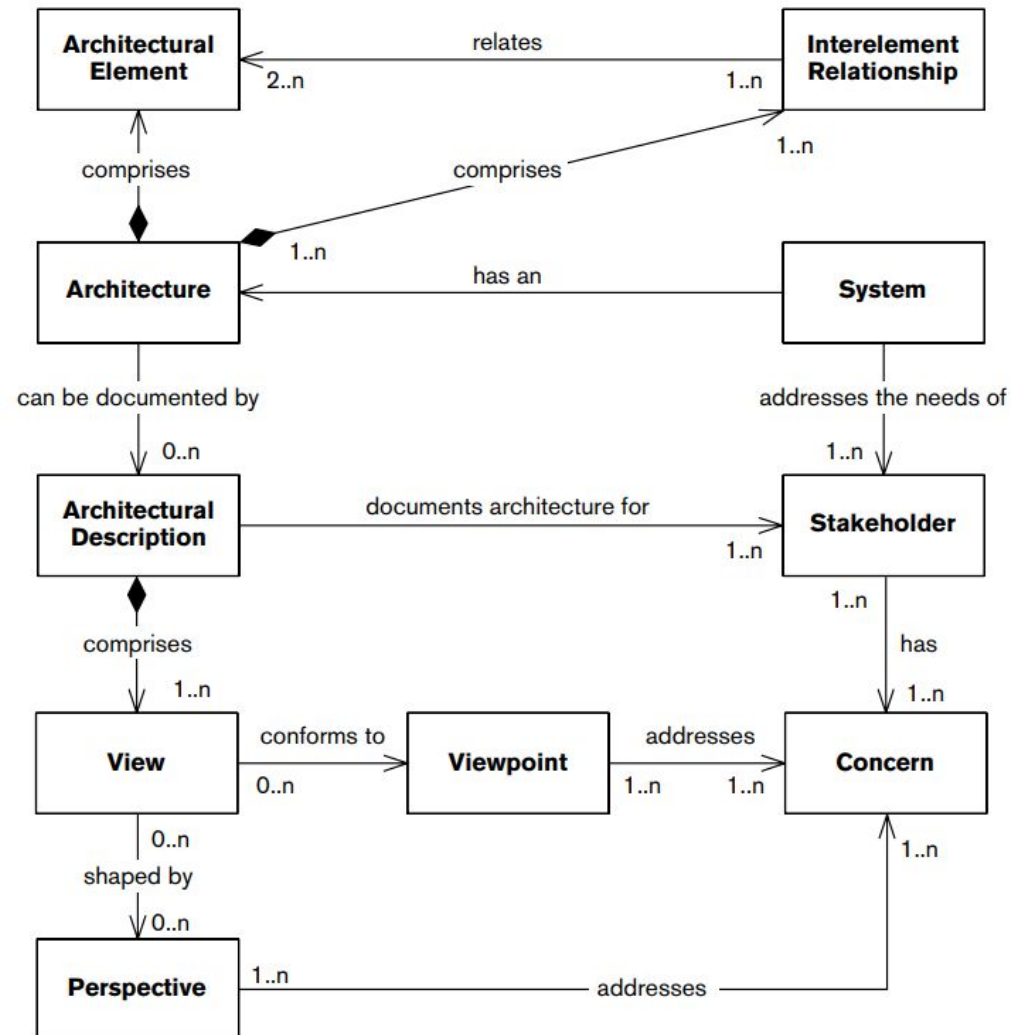 Architectural
Element
relates
2..n
1..n
Interelement
Relationship
comprises
comprises
1..n
1..n
Architecture
has an
System
can be documented by
0..n
addresses the needs of
1..n
Architectural
Description
documents architecture for
1..n
Stakeholder
comprises
1..n
1..n
has
1..n
View
conforms to
0..n
Viewpoint
addresses
1..n
1..n
Concern
0..n
shaped by
0..n
1..n
Perspective
1..n
addresses